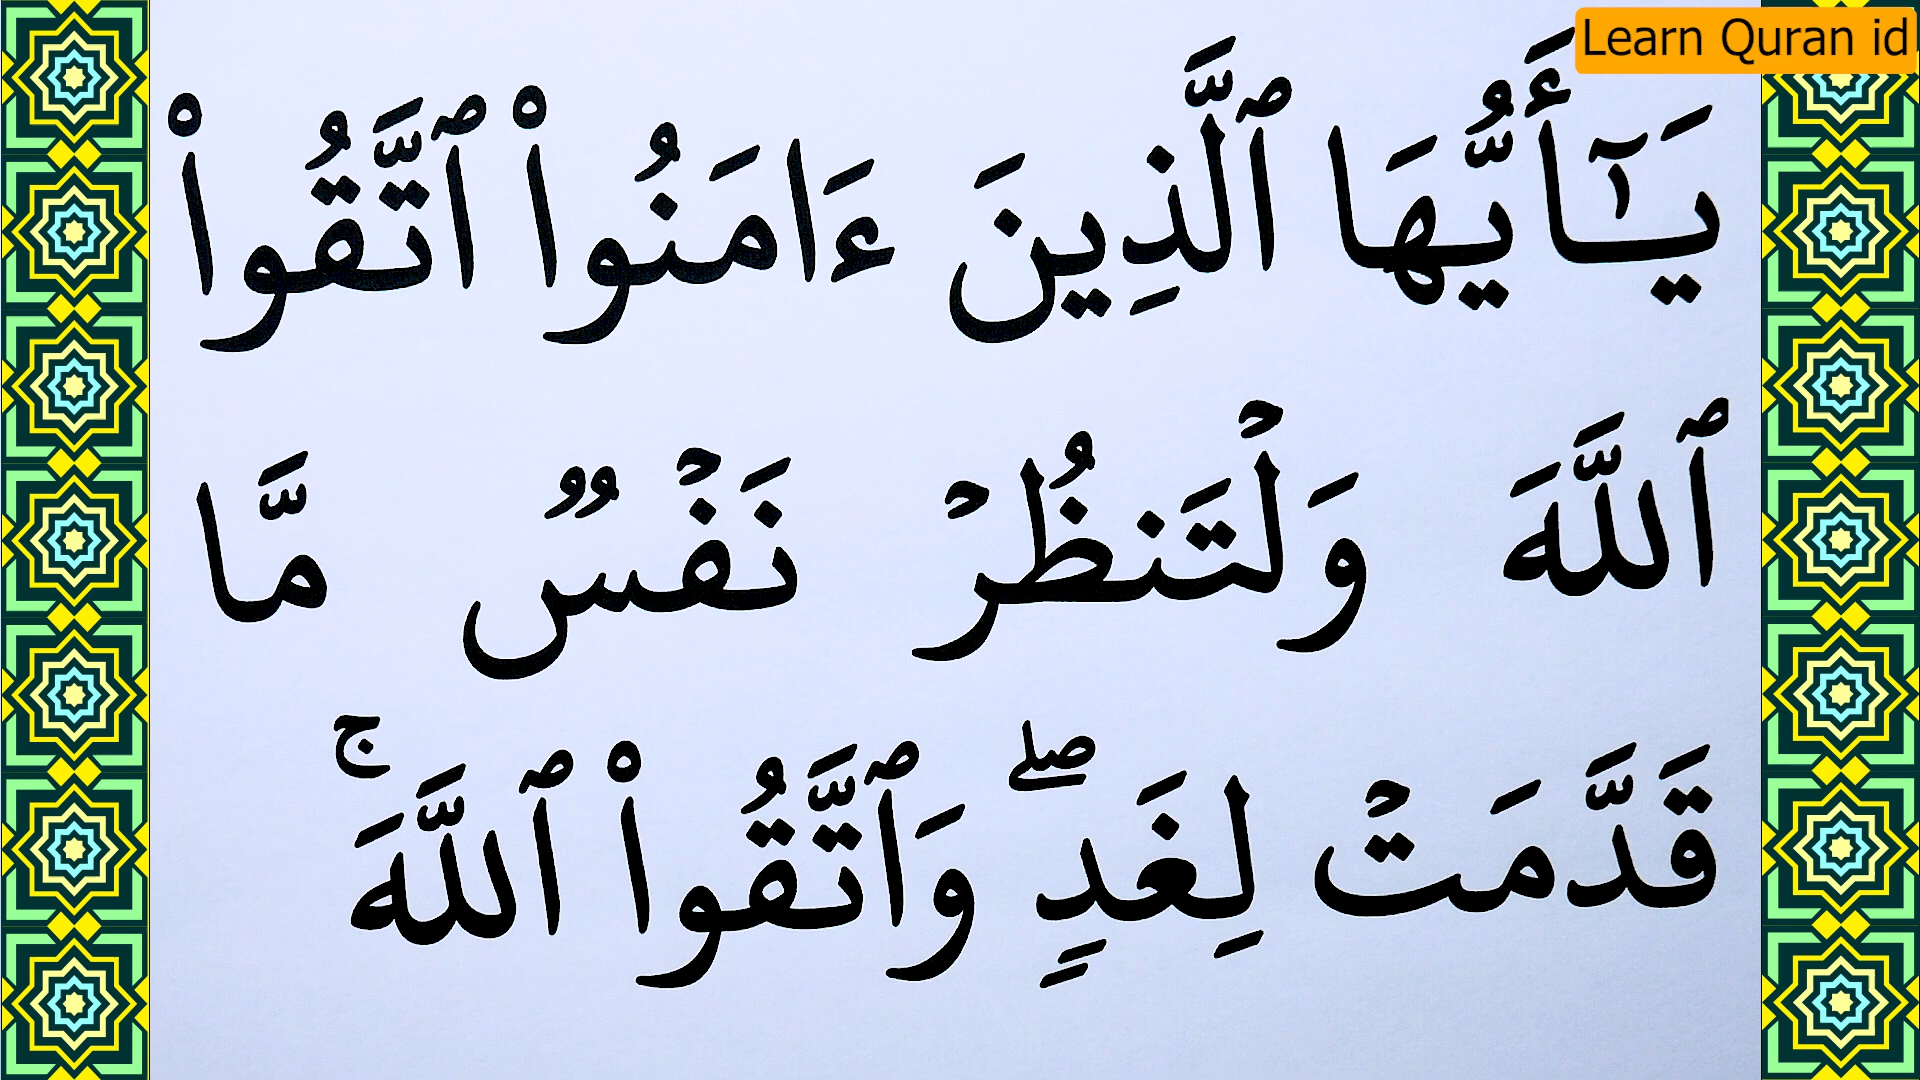 Learn Quran id
يَـٰٓأَيُّهَا ٱلَّذِينَ ءَامَنُوا۟ ٱتَّقُوا۟
ٱللَّهَ وَلْتَنظُرْ نَفْسٌۭ مَّا
قَدَّمَتْ لِغَدٍۢ ۖ وَٱتَّقُوا۟ ٱللَّهَ ۚ